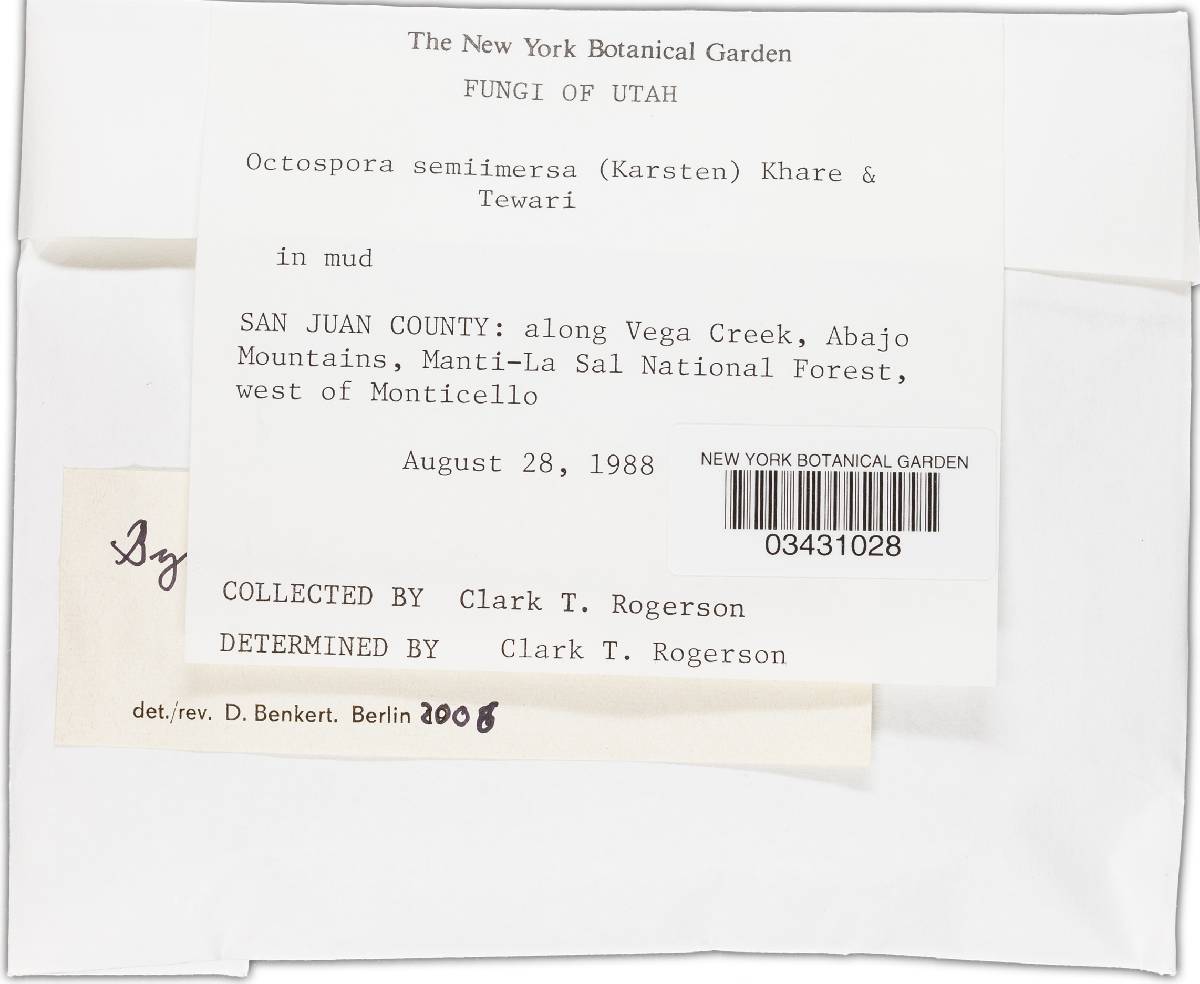 The New York Botanical Garden
FUNGI OF UTAH
Octospora semiimersa (Karsten) Khare &
Tewari
in mud
SAN JUAN COUNTY: along Vega Creek, Abajo
Mountains, Manti-La Sal National Forest,
west of Monticello
August 28, 1988
NEW YORK BOTANICAL GARDEN
03431028
COLLECTED BY Clark T. Rogerson
DETERMINED BY Clark T. Rogerson
det./rev. D. Benkert. Berlin